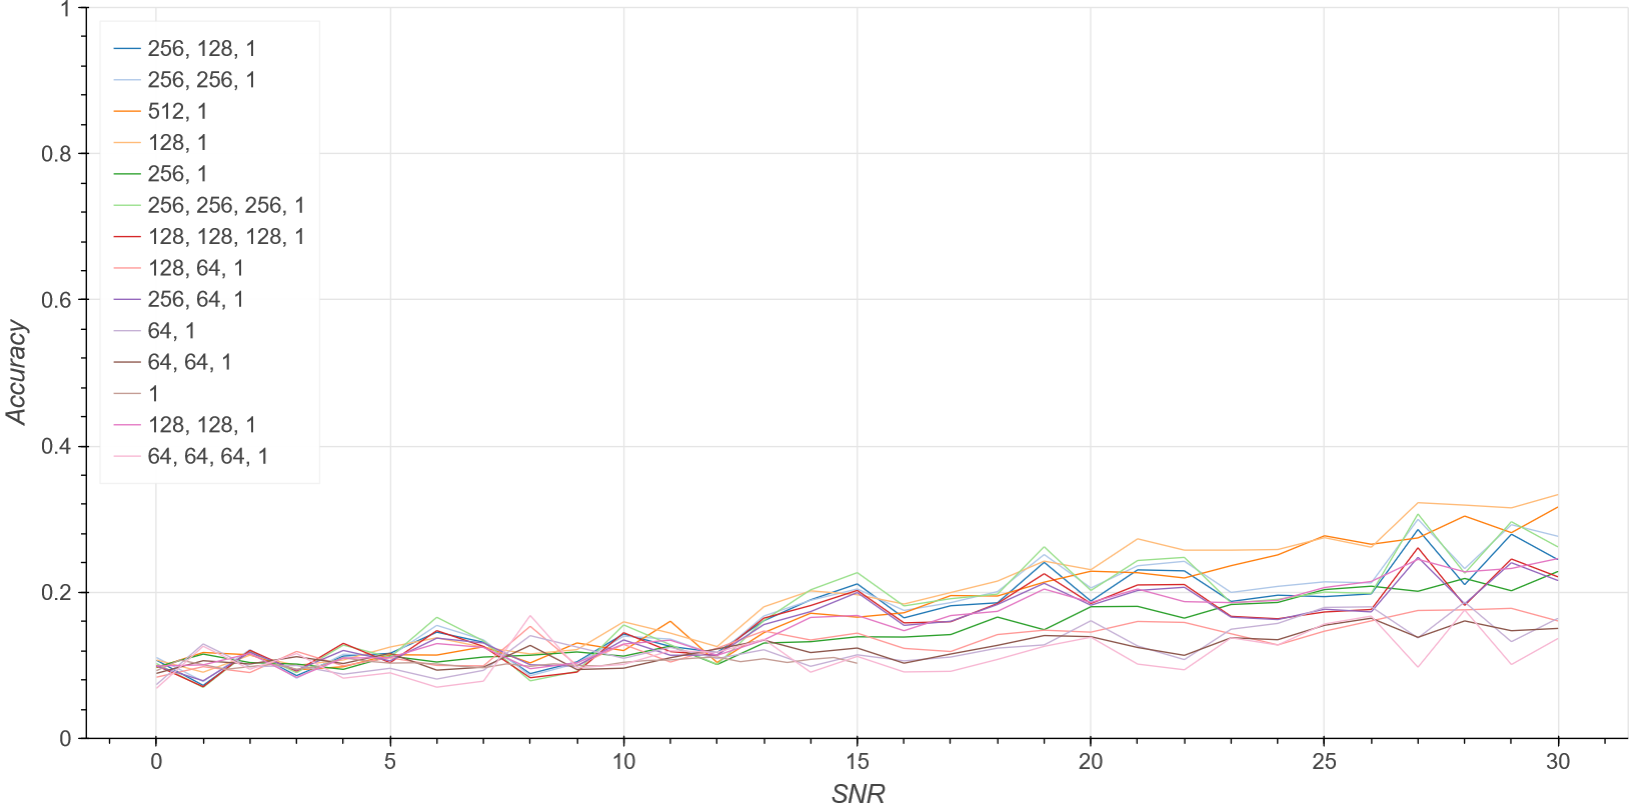 1
0.8
0.6
0.4
0.2
0
Accuracy
256, 128, 1
256, 256, 1
512, 1
128, 1
256, 1
256, 256, 256, 1
128, 128, 128, 1
128, 64, 1
256, 64, 1
64, 1
64, 64, 1
1
128, 128, 1
64, 64, 64, 1
0 5 10 15 20 25 30
SNR